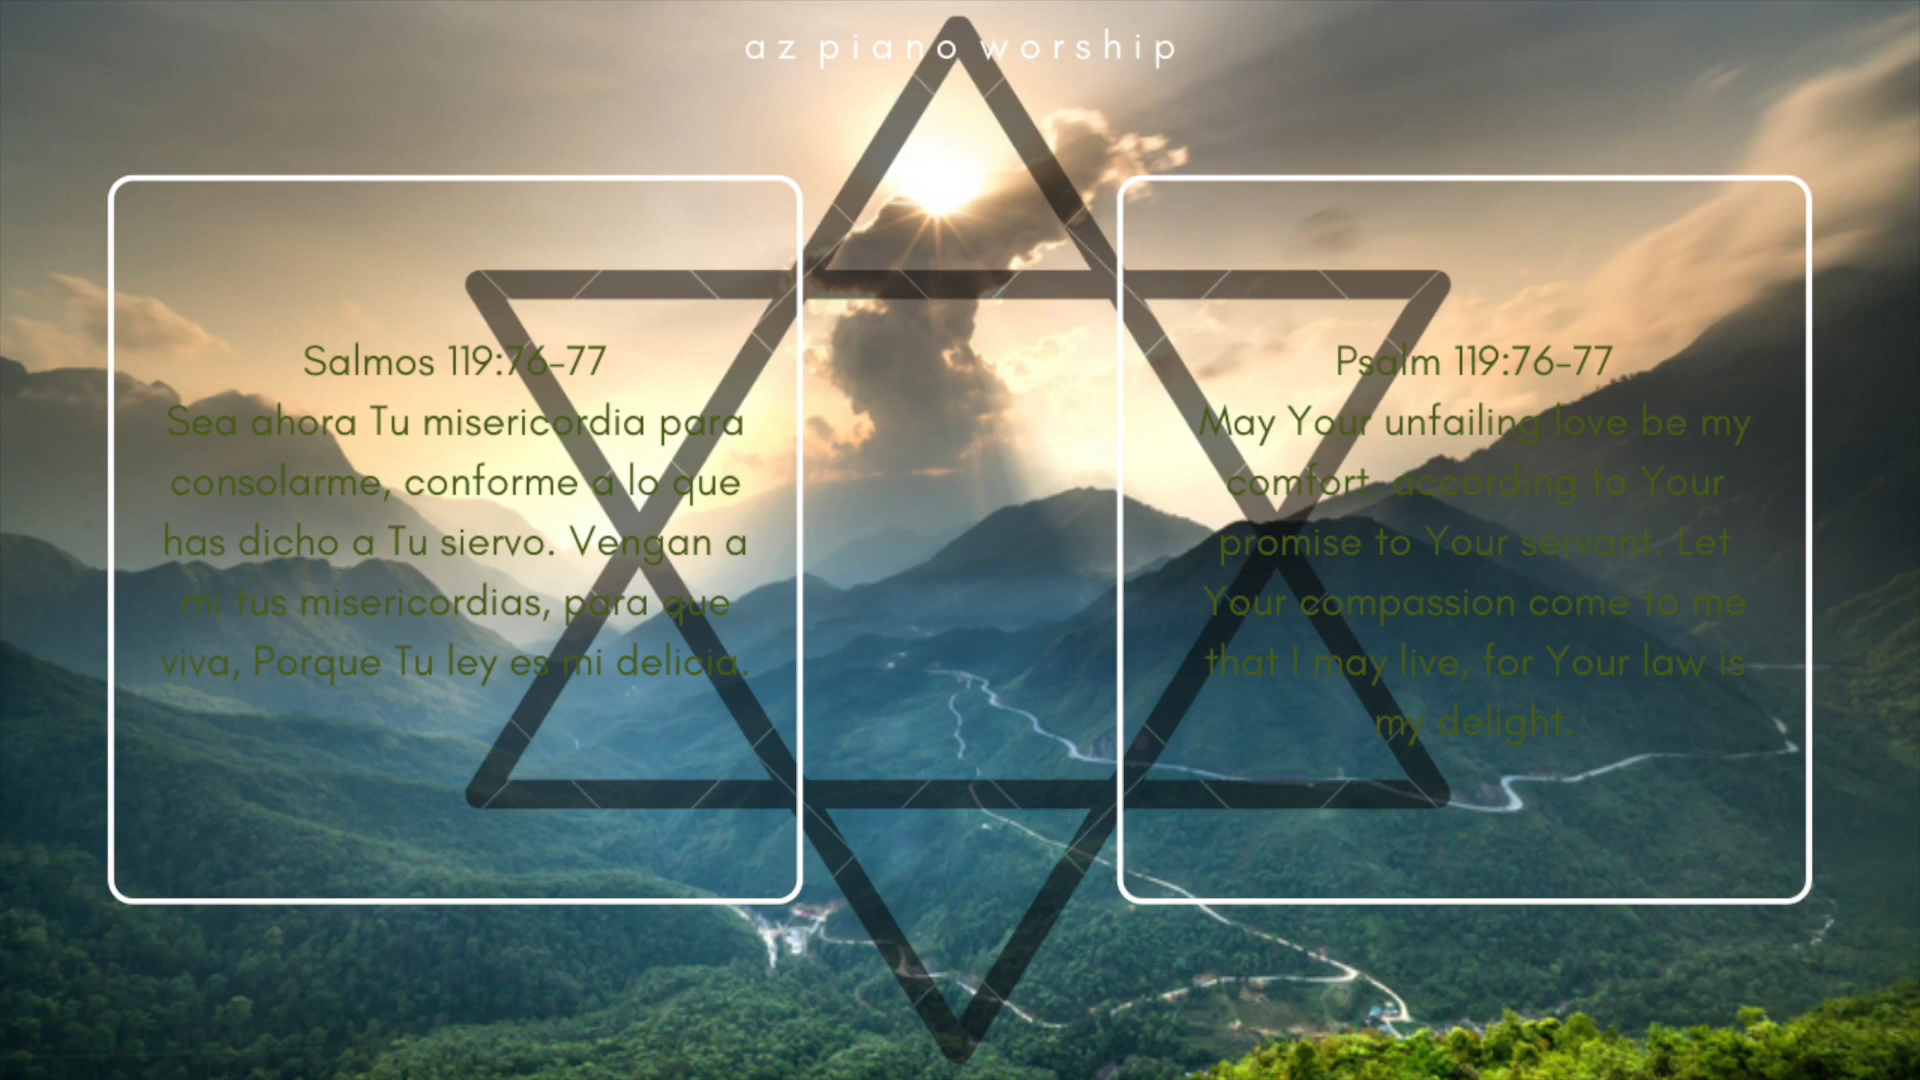 az piano worship
Salmos 119:76-77
Sea ahora Tu misericordia para
consolarme, conforme a lo que
has dicho a Tu siervo. Vengan a
mi tus misericordias, para que
viva, Porque Tu ley es mi delicia.
Psalm 119:76-77
May Your unfailing love be my
comfort, according to Your
promise to Your servant. Let
Your compassion come to me
that I may live, for Your law is
my delight.